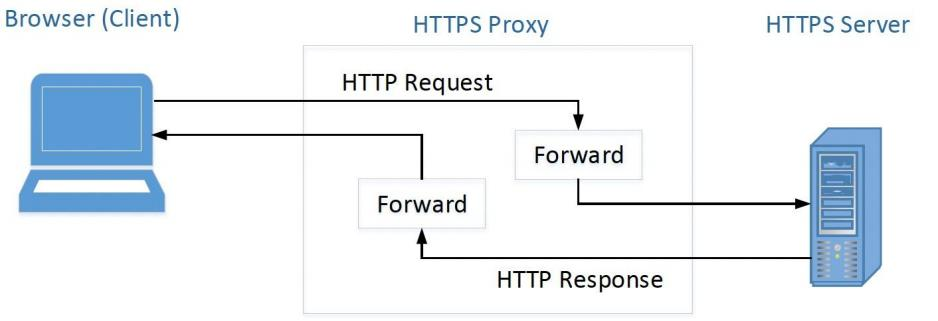 Browser (Client)
HTTPS Proxy
HTTPS Server
HTTP Request
Forward
Forward
HTTP Response